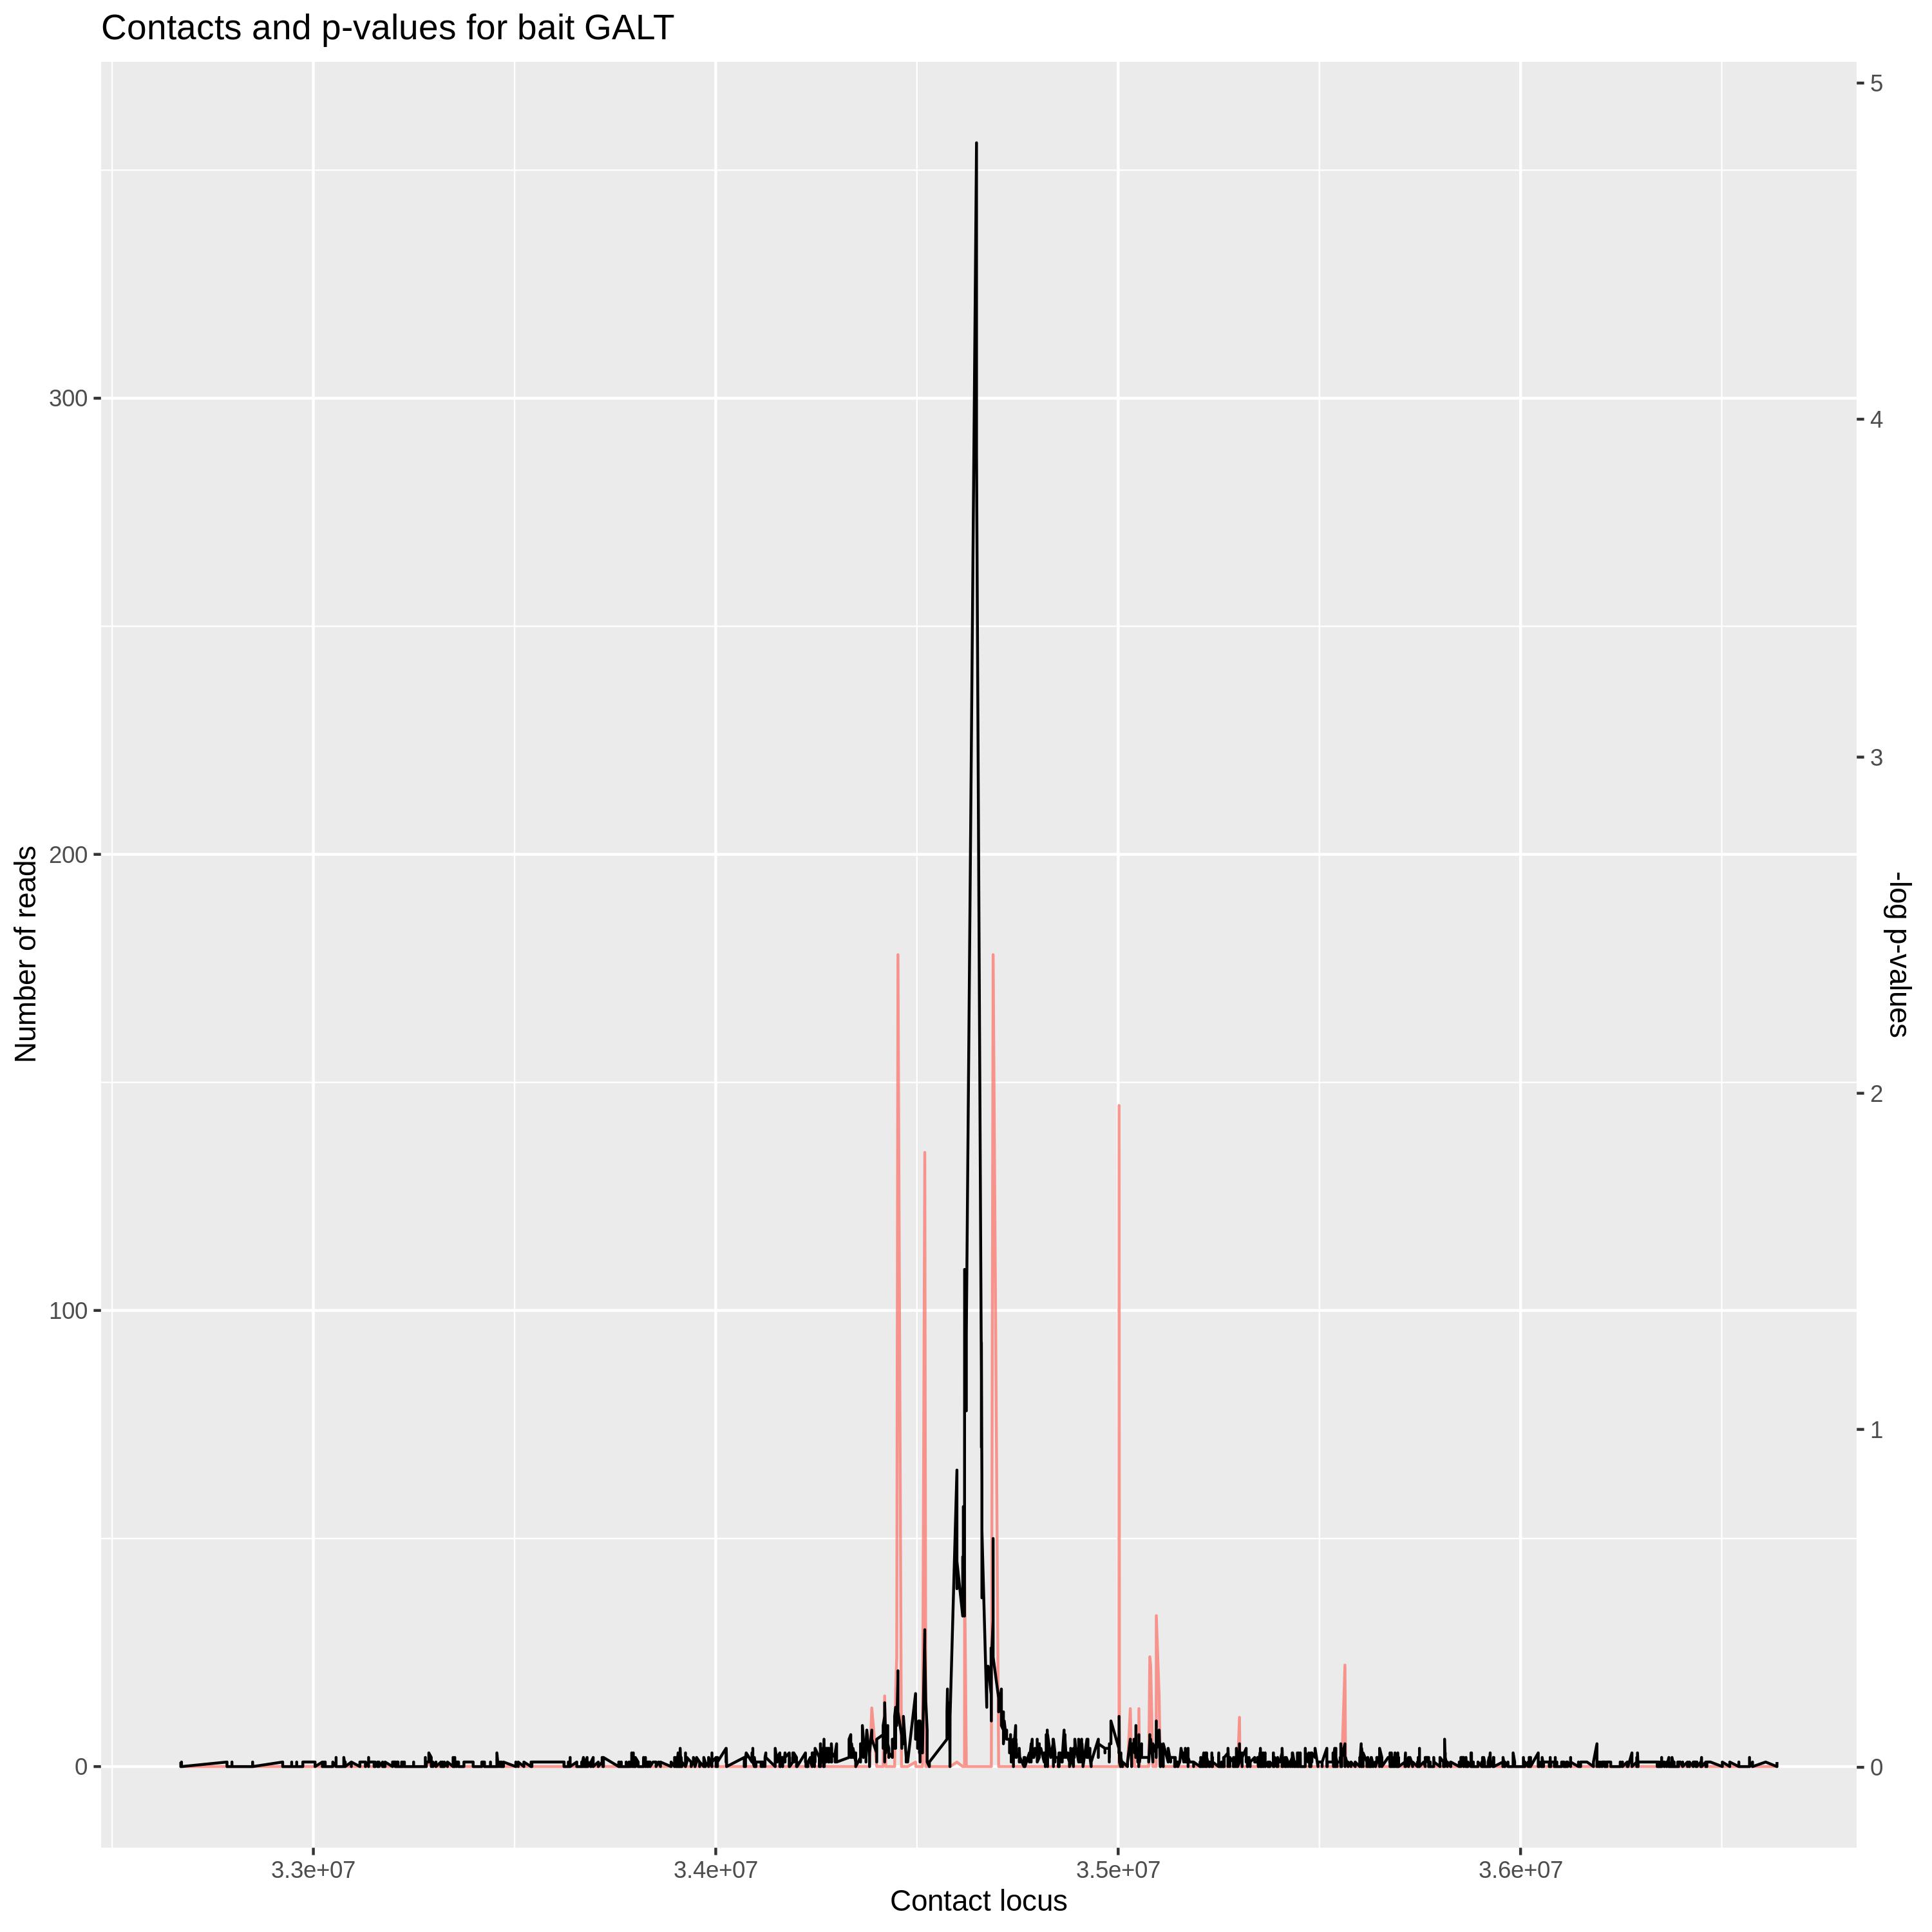 Contacts and p-values for bait GALT
Number of reads
300
200
100
0
5
4
3
2
1
0
-log p-values
3.3e+07
3.4e+07
3.5e+07
3.6e+07
Contact locus